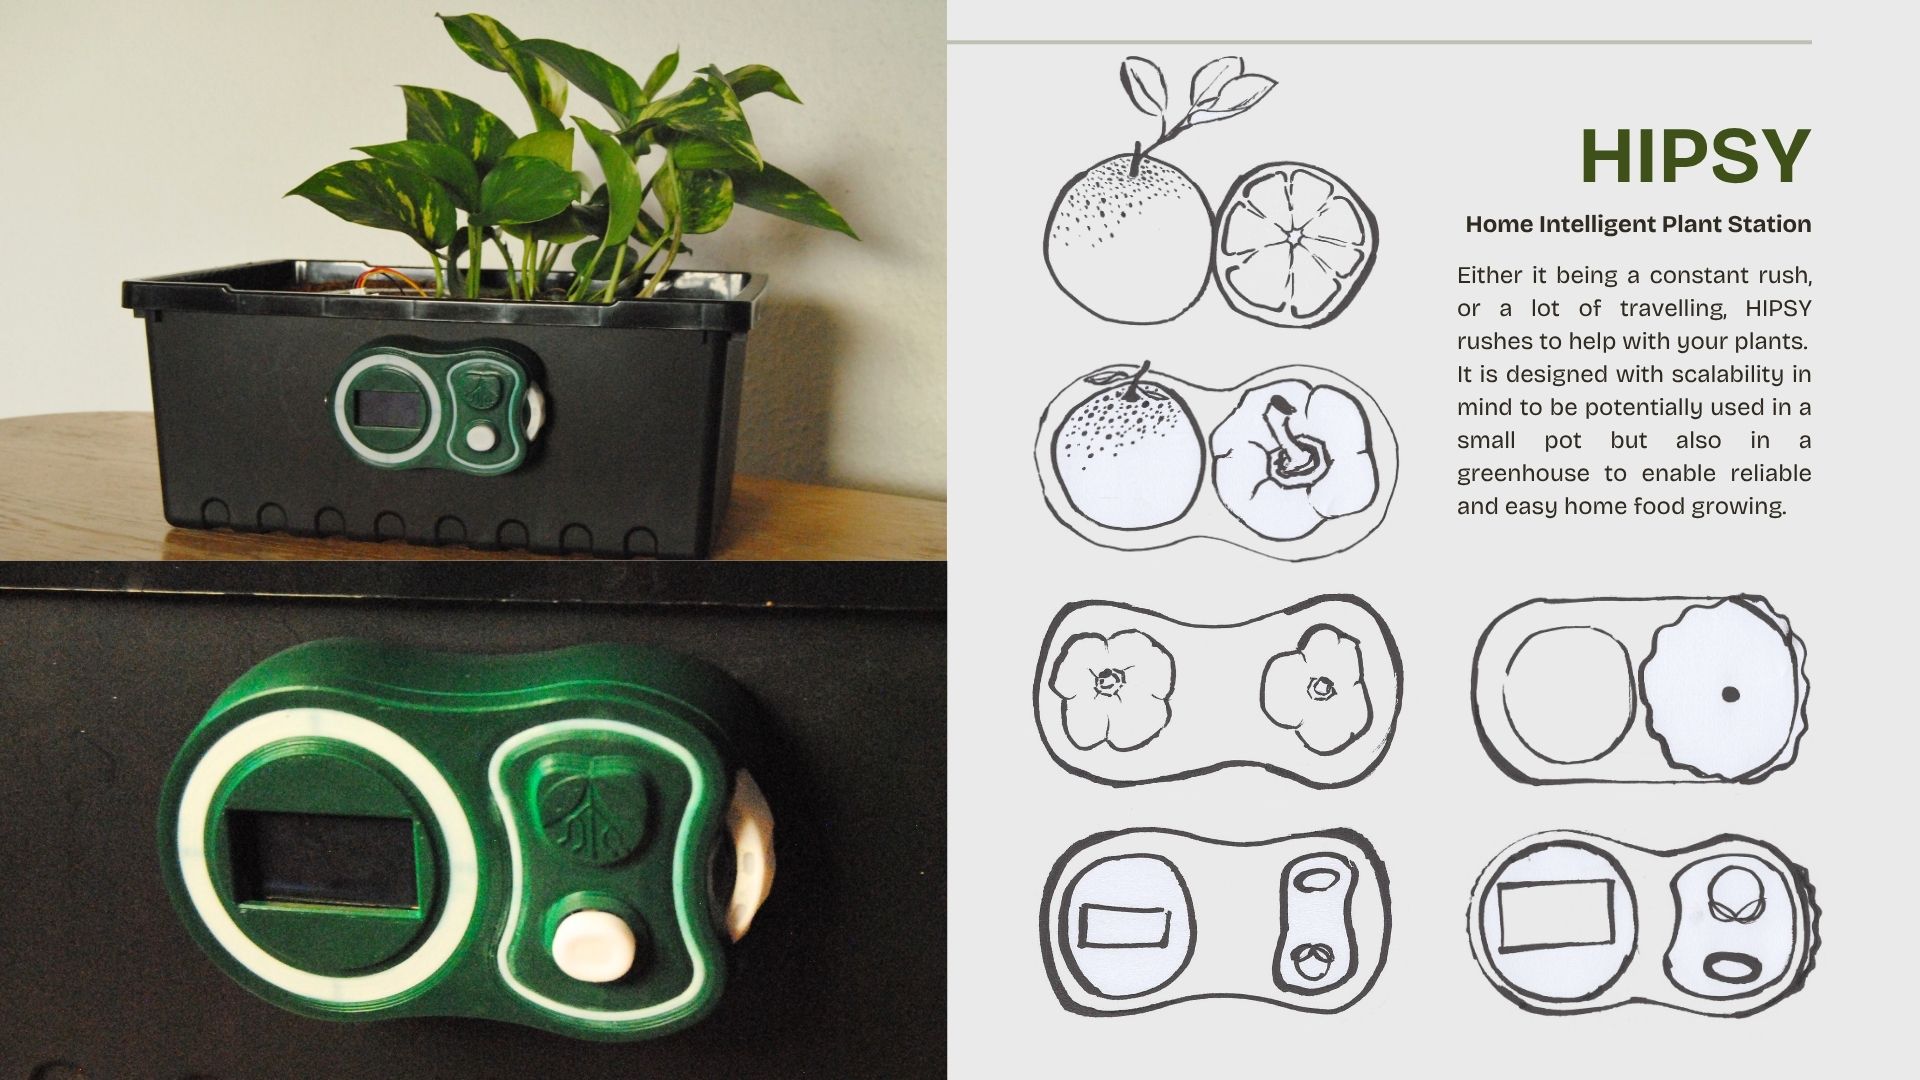 HIPSY
Home Intelligent Plant Station
Either it being a constant rush,
or a lot of travelling, HIPSY
rushes to help with your plants.
It is designed with scalability in
mind to be potentially used in a
small pot but also in a
greenhouse to enable reliable
and easy home food growing.